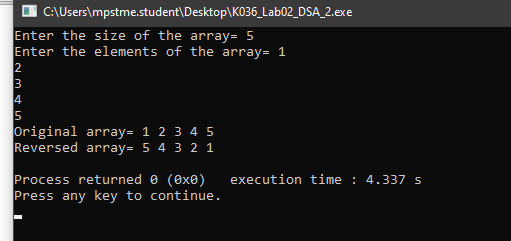 C:\Users\mpstme.student\Desktop\K036_Lab02_DSA_2.exe
Enter the size of the array= 5
Enter the elements of the array= 1
2
3
4
5
Original array= 1 2 3 4 5
Reversed array= 5 4 3 2 1
Process returned 0 (0x0)   execution time : 4.337 s
Press any key to continue.